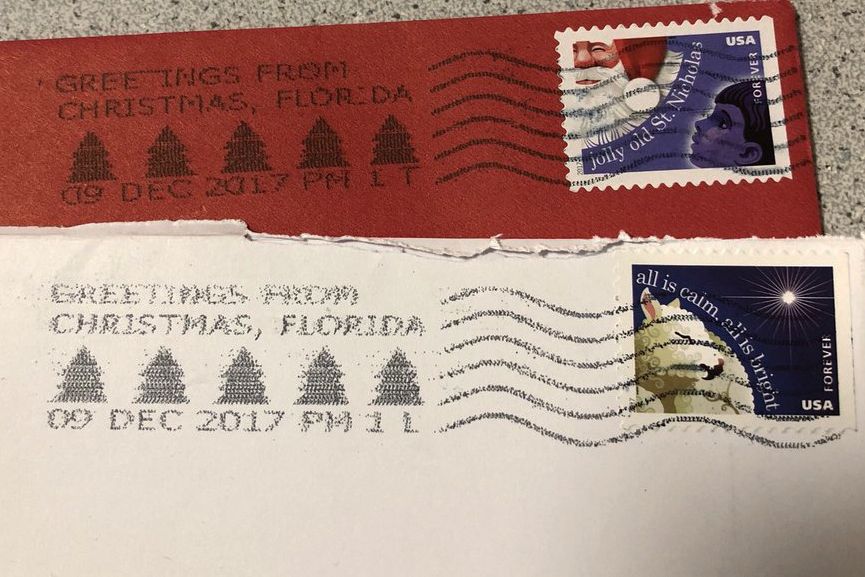 GREETINGS FROM
CHRISTMAS, FLORIDA
09 DEC 2017 PM 1 T
USA
FOREVER
jolly old St. Nicholas
2017
GREETINGS FROM
CHRISTMAS, FLORIDA
09 DEC 2017 PM 1 L
all is calm, all is bright
FOREVER
USA